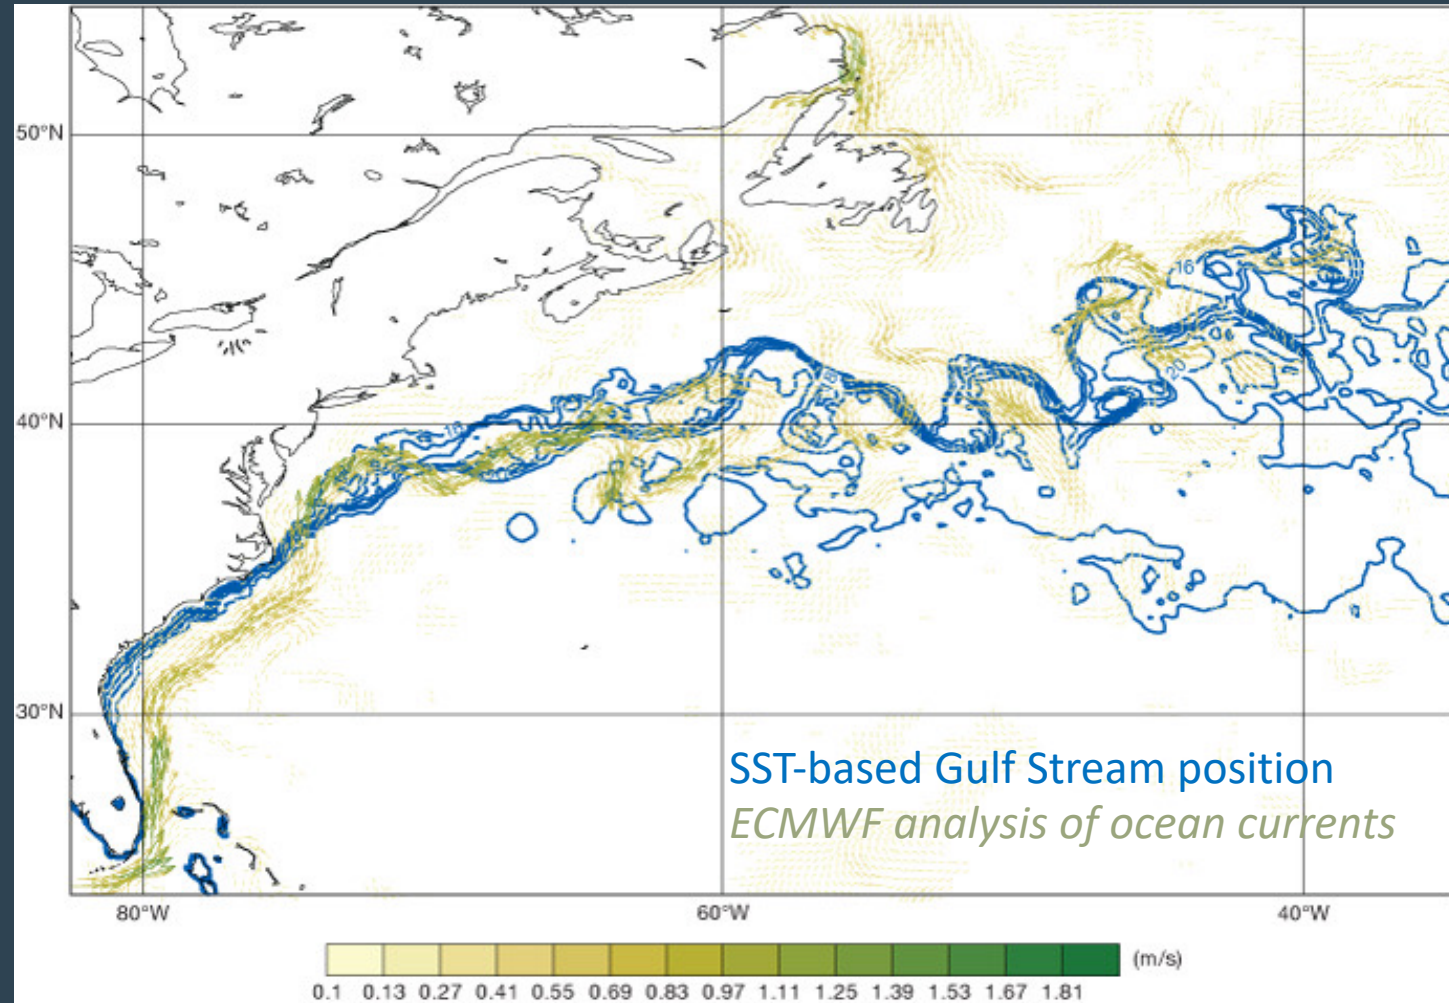 50°N
16
20
40°N
30°N
SST-based Gulf Stream position
ECMWF analysis of ocean currents
80°W 60°W 40°W
(m/s)
0.1 0.13 0.27 0.41 0.55 0.69 0.83 0.97 1.11 1.25 1.39 1.53 1.67 1.81